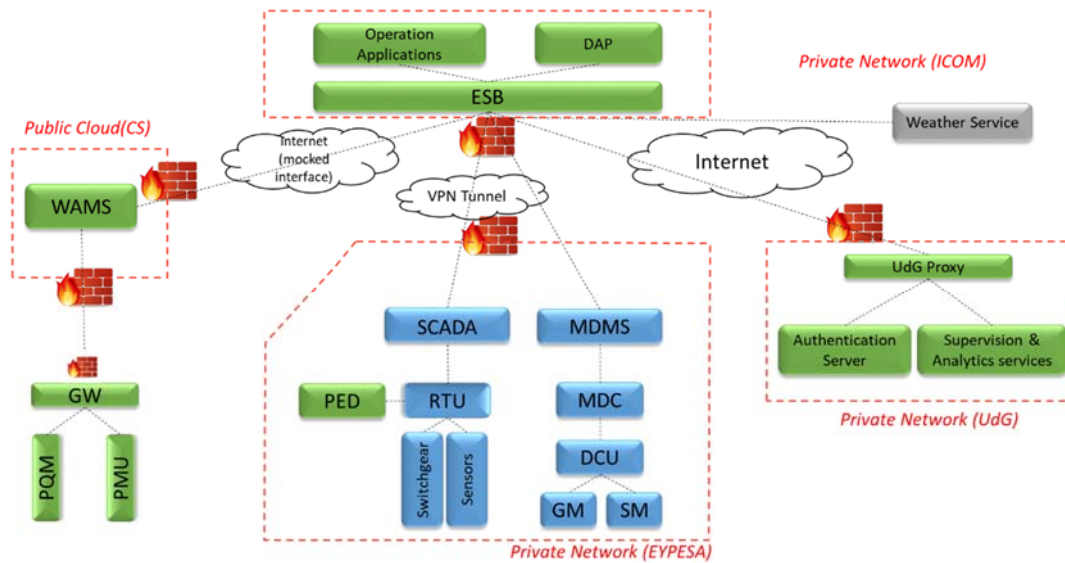 Operation
Applications
DAP
Private Network (ICOM)
ESB
Weather Service
Public Cloud(CS)
Internet
(mocked
interface)
Internet
VPN Tunnel
WAMS
UdG Proxy
SCADA
MDMS
Authentication
Server
Supervision &
Analytics services
GW
PED
RTU
MDC
Private Network (UdG)
PQM
PMU
Switchgear
Sensors
DCU
GM
SM
Private Network (EYPESA)